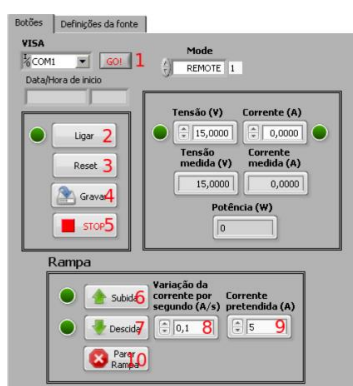 Botões Definições da fonte
VISA
COM1 GO! 1
Mode
REMOTE 1
Data/Hora de inicio
Ligar 2
Reset 3
Gravar 4
STOP 5
Tensão (V) Corrente (A)
15,0000 0,0000
Tensão medida (V) Corrente medida (A)
15,0000 0,0000
Potência (W)
0
Rampa
Subida 6
Descida 7
Parar Rampa 10
Variação da
corrente por
segundo (A/s)
0,1 8
Corrente
pretendida (A)
5 9